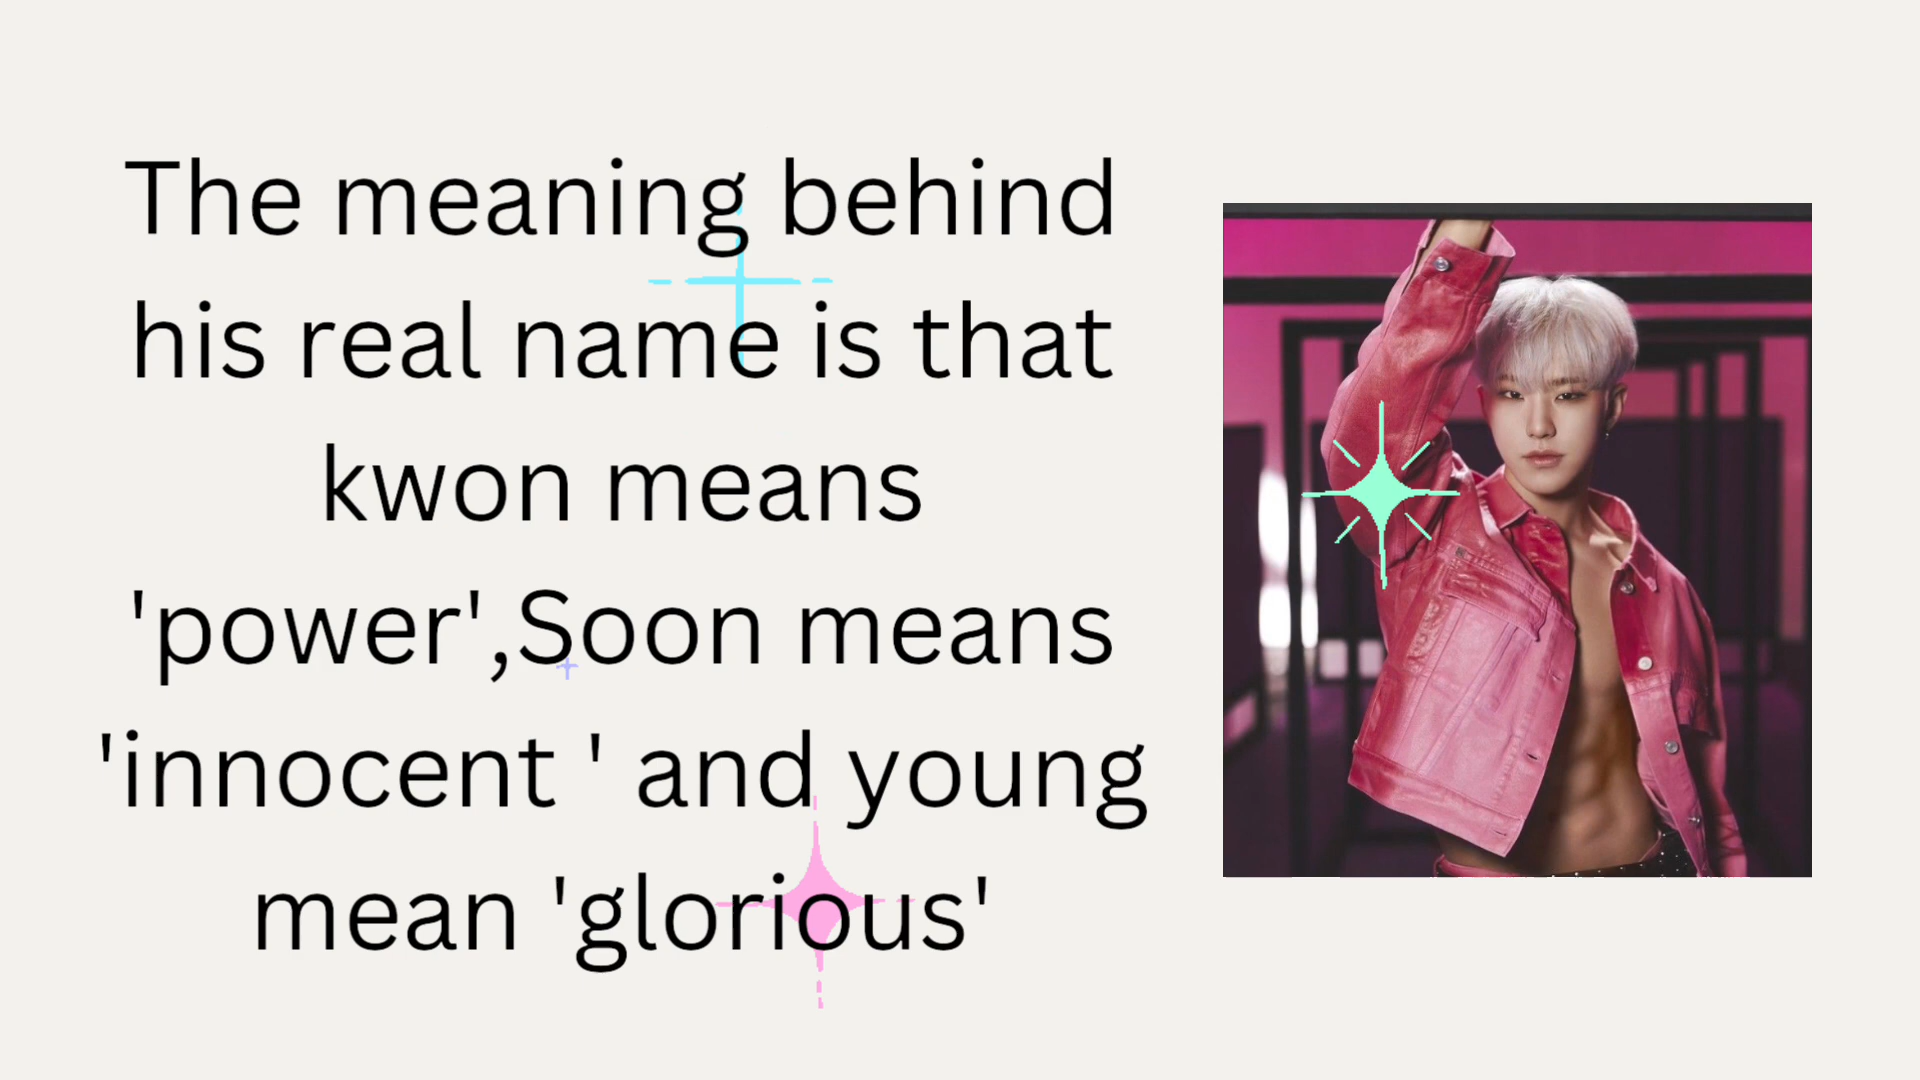 The meaning behind
his real name is that
kwon means
'power',Soon means
'innocent ' and young
mean 'glorious'